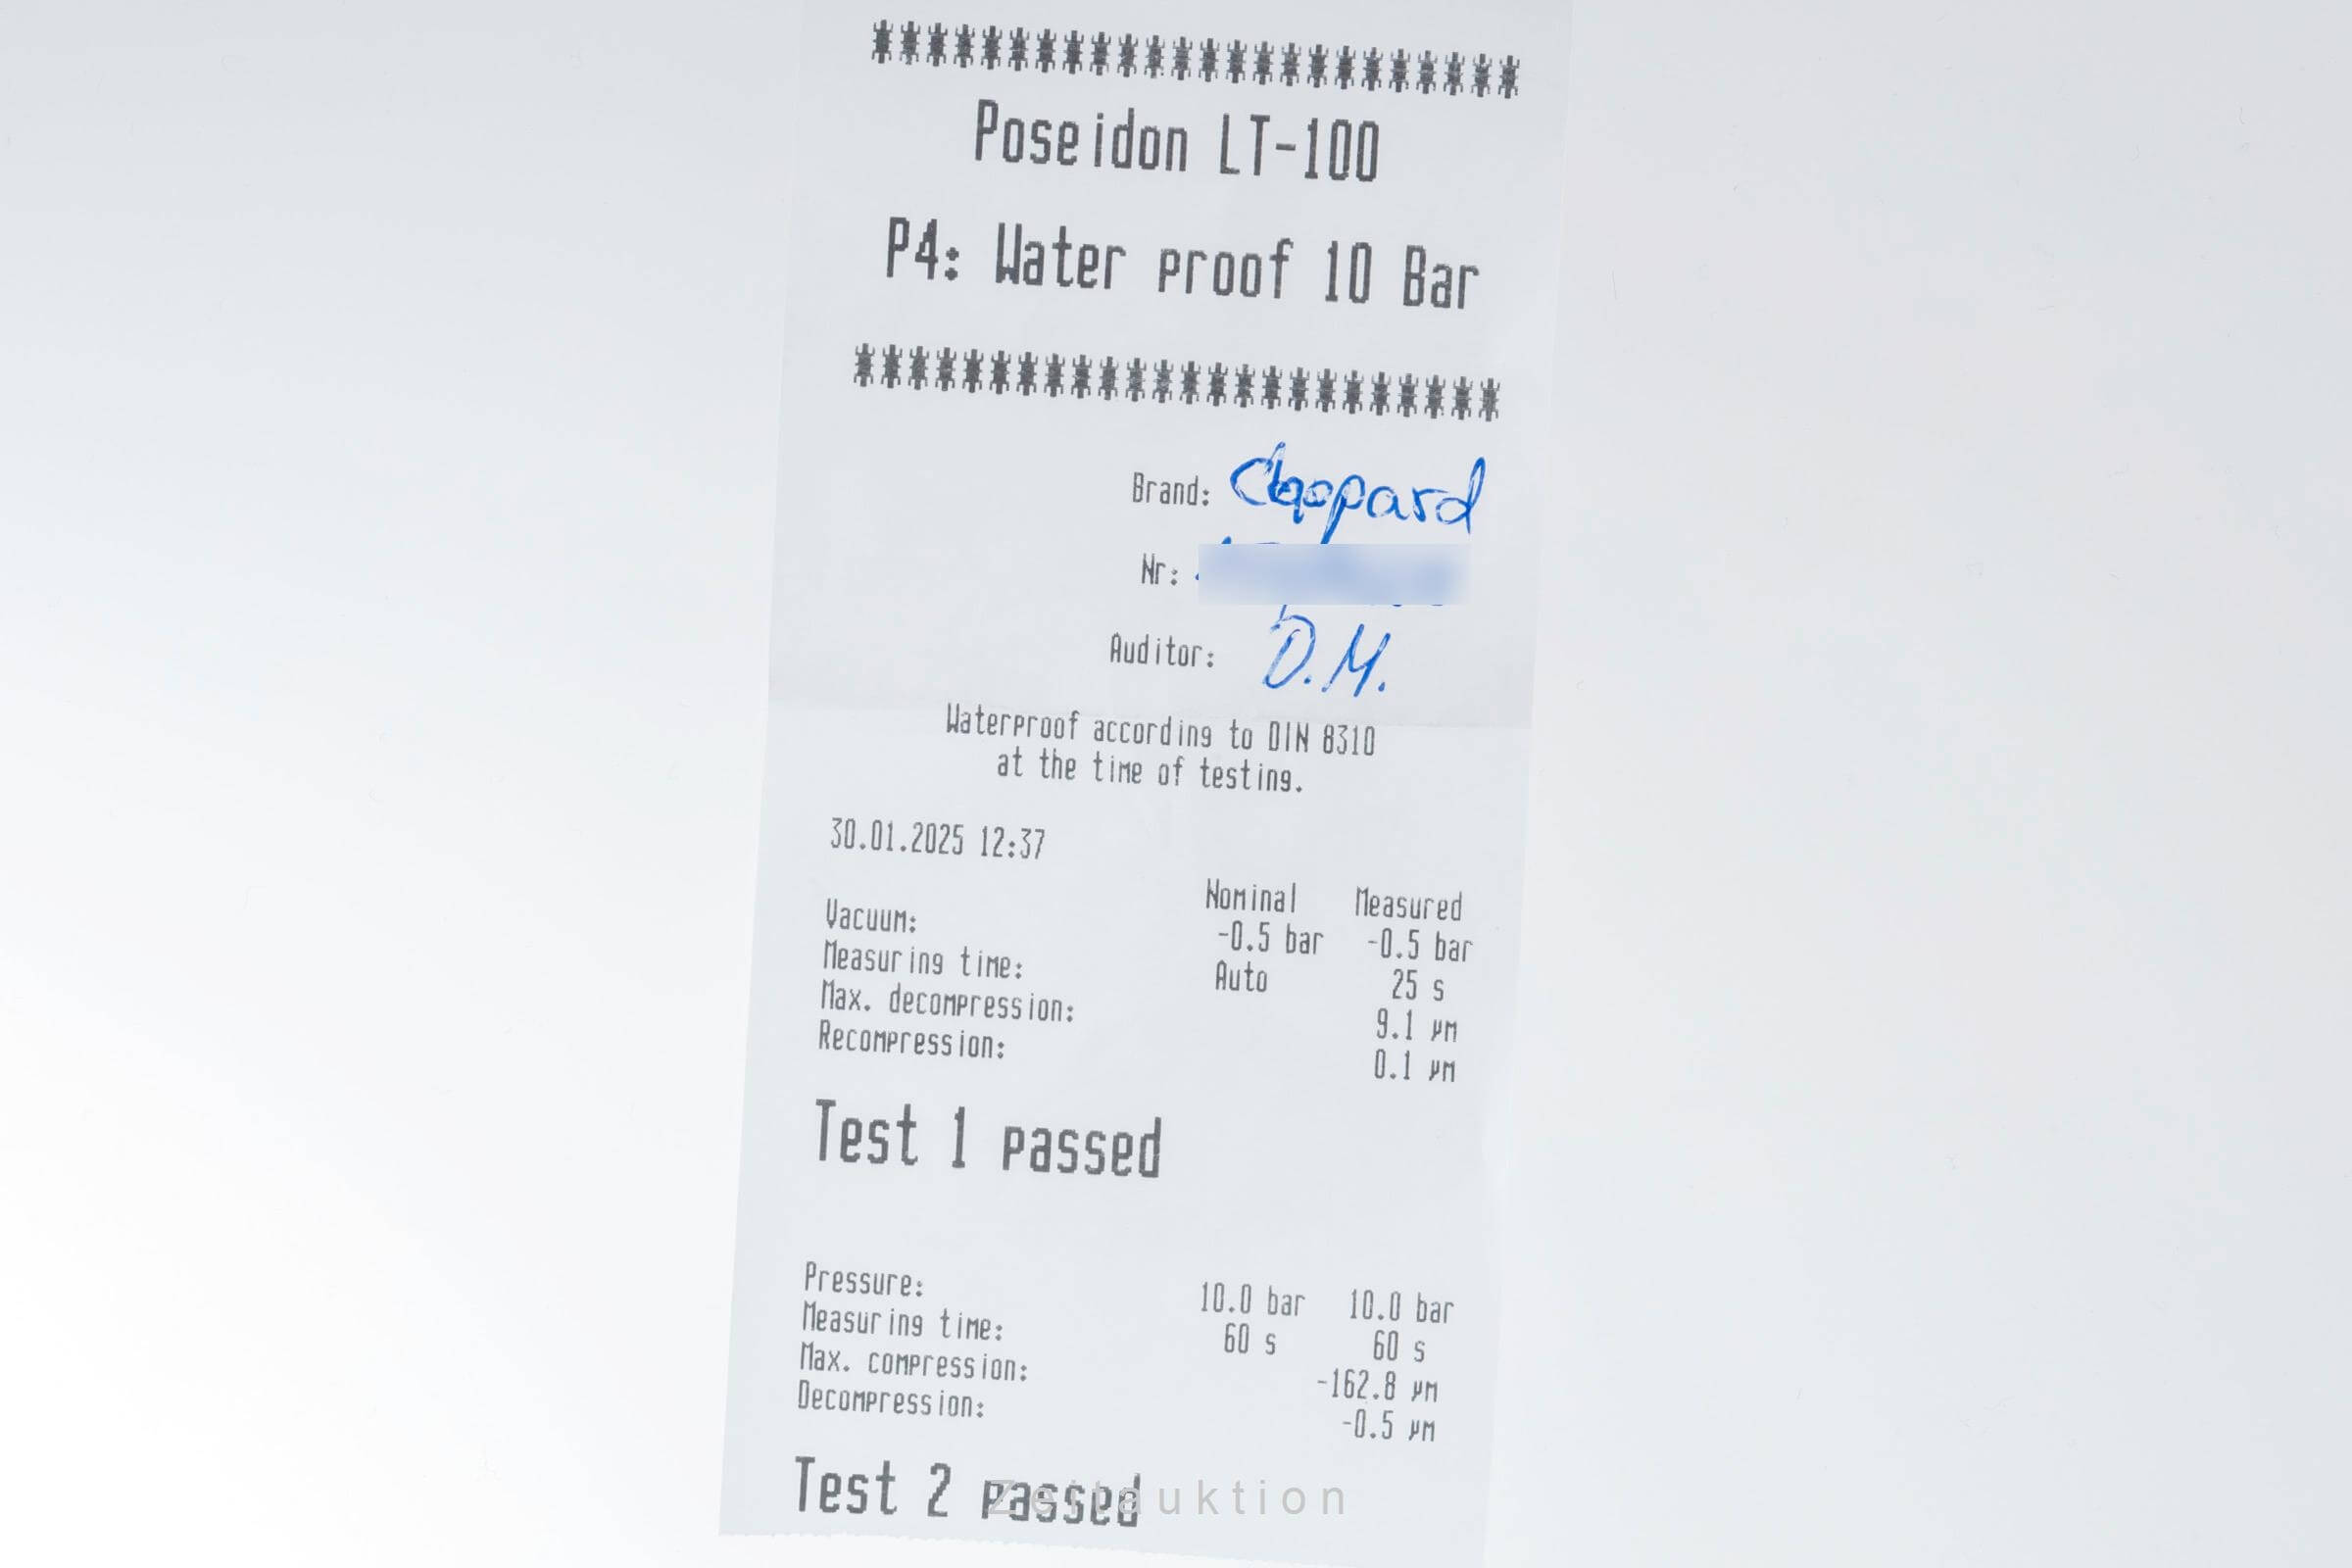 ************************
Poseidon LT-100
P4: Water proof 10 Bar
************************
Brand: Chopard
Nr:
Auditor: D.M.
Waterproof according to DIN 8310
at the time of testing.
30.01.2025 12:37
Nominal Measured
Vacuum: -0.5 bar -0.5 bar
Measuring time: Auto 25 s
Max. decompression: 9.1 µm
Recompression: 0.1 µm
Test 1 passed
Pressure: 10.0 bar 10.0 bar
Measuring time: 60 s 60 s
Max. compression: -162.8 µm
Decompression: -0.5 µm
Test 2 passed
Zeitauktion